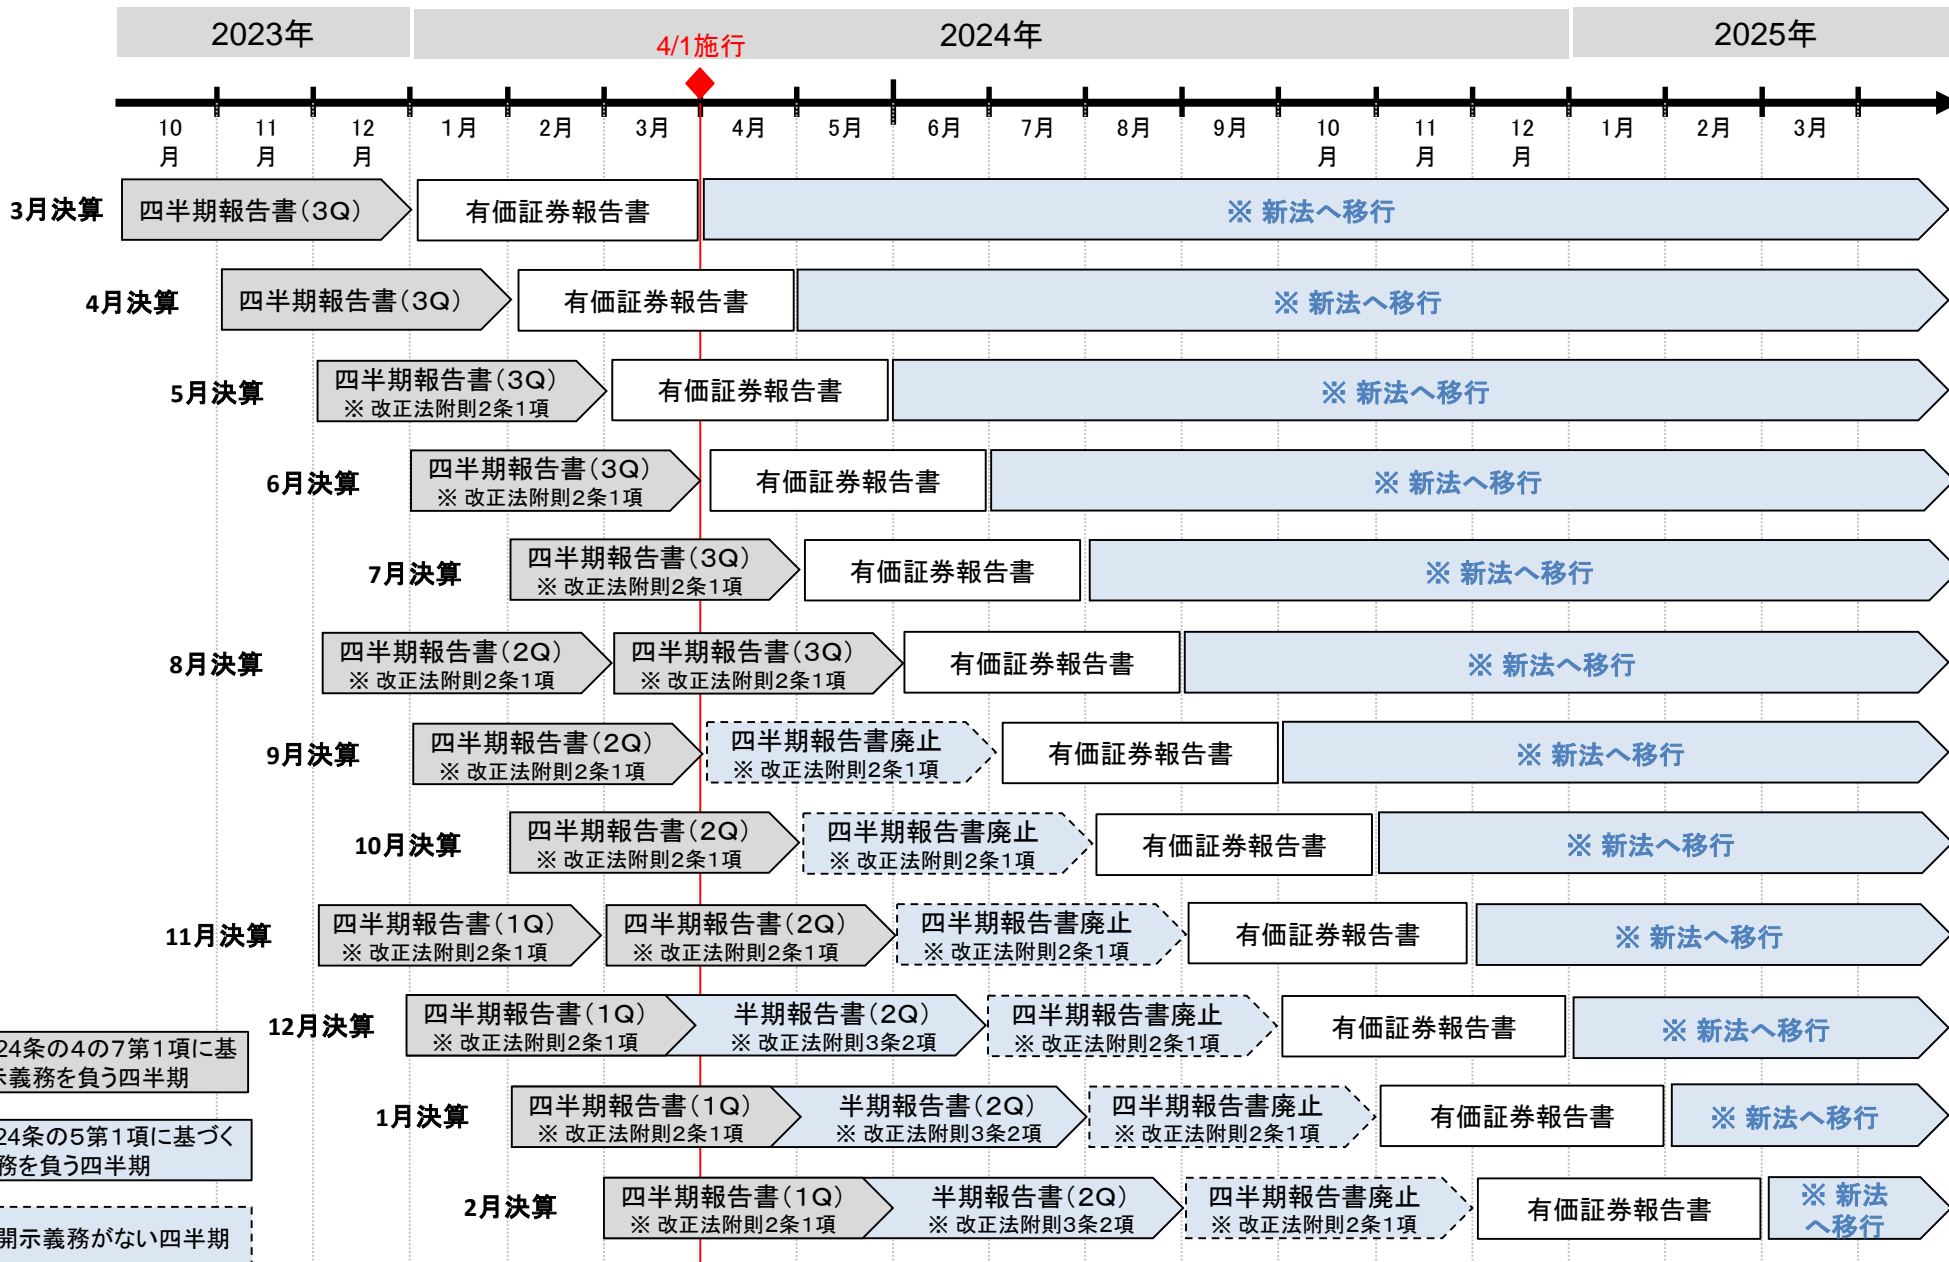 2023年
2024年
2025年
4/1施行
10
月
11
月
12
月
1月
2月
3月
4月
5月
6月
7月
8月
9月
10
月
11
月
12
月
1月
2月
3月
3月決算
四半期報告書(3Q)
有価証券報告書
※ 新法へ移行
4月決算
四半期報告書(3Q)
有価証券報告書
※ 新法へ移行
5月決算
四半期報告書(3Q)
※ 改正法附則2条1項
有価証券報告書
※ 新法へ移行
6月決算
四半期報告書(3Q)
※ 改正法附則2条1項
有価証券報告書
※ 新法へ移行
7月決算
四半期報告書(3Q)
※ 改正法附則2条1項
有価証券報告書
※ 新法へ移行
8月決算
四半期報告書(2Q)
※ 改正法附則2条1項
四半期報告書(3Q)
※ 改正法附則2条1項
有価証券報告書
※ 新法へ移行
9月決算
四半期報告書(2Q)
※ 改正法附則2条1項
四半期報告書廃止
※ 改正法附則2条1項
有価証券報告書
※ 新法へ移行
10月決算
四半期報告書(2Q)
※ 改正法附則2条1項
四半期報告書廃止
※ 改正法附則2条1項
有価証券報告書
※ 新法へ移行
11月決算
四半期報告書(1Q)
※ 改正法附則2条1項
四半期報告書(2Q)
※ 改正法附則2条1項
四半期報告書廃止
※ 改正法附則2条1項
有価証券報告書
※ 新法へ移行
12月決算
四半期報告書(1Q)
※ 改正法附則2条1項
半期報告書(2Q)
※ 改正法附則3条2項
四半期報告書廃止
※ 改正法附則2条1項
有価証券報告書
※ 新法へ移行
1月決算
四半期報告書(1Q)
※ 改正法附則2条1項
半期報告書(2Q)
※ 改正法附則3条2項
四半期報告書廃止
※ 改正法附則2条1項
有価証券報告書
※ 新法へ移行
2月決算
四半期報告書(1Q)
※ 改正法附則2条1項
半期報告書(2Q)
※ 改正法附則3条2項
四半期報告書廃止
※ 改正法附則2条1項
有価証券報告書
※ 新法
へ移行
24条の4の7第1項に基
示義務を負う四半期
24条の5第1項に基づく
務を負う四半期
開示義務がない四半期